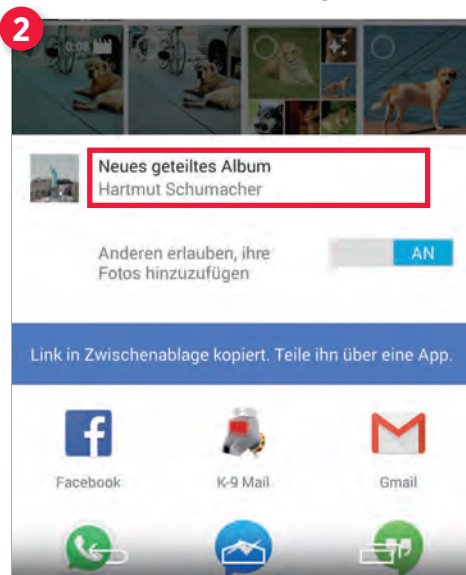 2
0:08
Neues geteiltes Album
Hartmut Schumacher
Anderen erlauben, ihre
Fotos hinzuzufügen
AN
Link in Zwischenablage kopiert. Teile ihn über eine App.
Facebook
K-9 Mail
Gmail